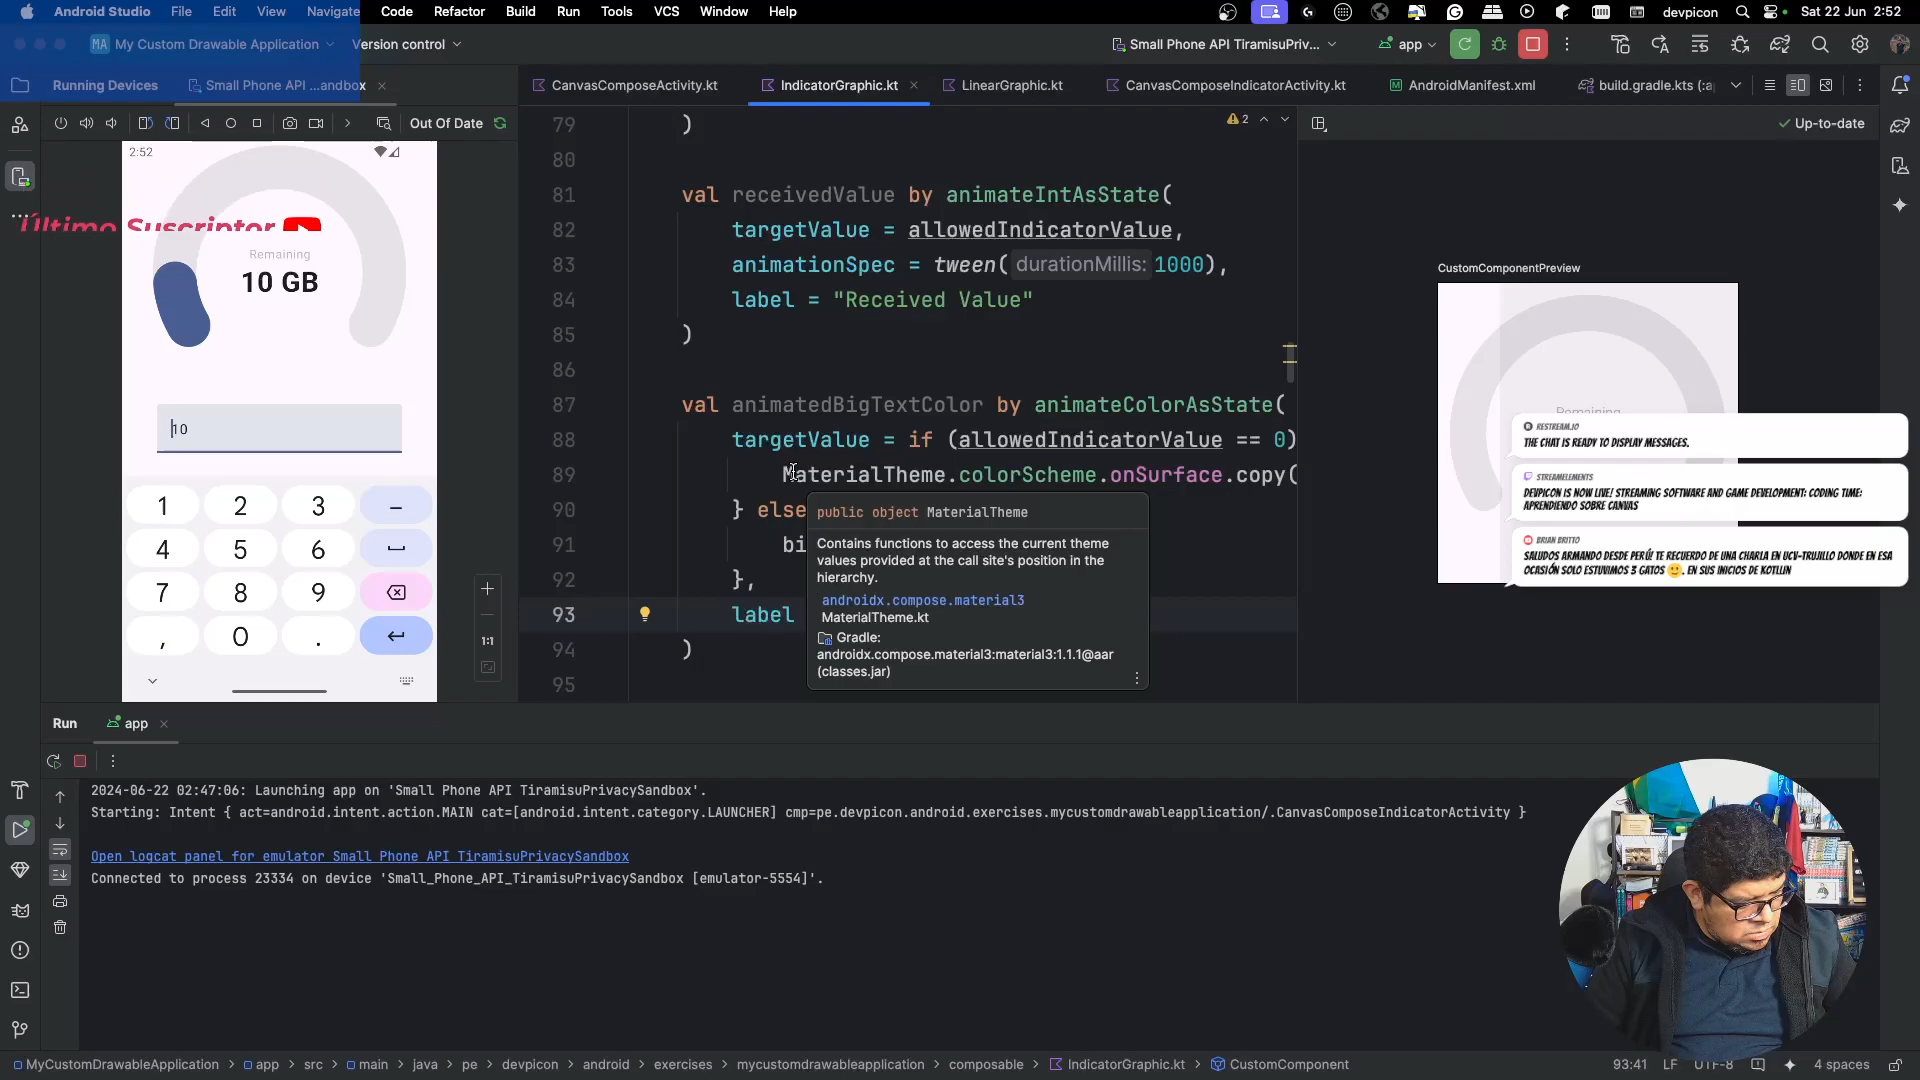 Android Studio File Edit View Navigate Code Refactor Build Run Tools VCS Window Help devpicon Sat 22 Jun 2:52
MA My Custom Drawable Application Version control Small Phone API TiramisuPriv... app
Running Devices Small Phone API ...andbox CanvasComposeActivity.kt IndicatorGraphic.kt LinearGraphic.kt CanvasComposeIndicatorActivity.kt AndroidManifest.xml build.gradle.kts (:a
Out Of Date
2:52
Último Suscriptor
Remaining
10 GB
10
1 2 3 –
4 5 6
7 8 9
, 0 .
1:1
79 )
80
81 val receivedValue by animateIntAsState(
82 targetValue = allowedIndicatorValue,
83 animationSpec = tween( durationMillis: 1000),
84 label = "Received Value"
85 )
86
87 val animatedBigTextColor by animateColorAsState(
88 targetValue = if (allowedIndicatorValue == 0)
89 MaterialTheme.colorScheme.onSurface.copy(
90 } else
91 bi
92 },
93 label
94 )
95
2
public object MaterialTheme
Contains functions to access the current theme
values provided at the call site's position in the
hierarchy.
androidx.compose.material3
MaterialTheme.kt
Gradle:
androidx.compose.material3:material3:1.1.1@aar
(classes.jar)
Up-to-date
CustomComponentPreview
Remaining
RESTREAM.IO
THE CHAT IS READY TO DISPLAY MESSAGES.
STREAMELEMENTS
DEVPICON IS NOW LIVE! STREAMING SOFTWARE AND GAME DEVELOPMENT: CODING TIME:
APRENDIENDO SOBRE CANVAS
BRIAN BRITTO
SALUDOS ARMANDO DESDE PERÚ! TE RECUERDO DE UNA CHARLA EN UCV-TRUJILLO DONDE EN ESA
OCASIÓN SOLO ESTUVIMOS 3 GATOS 🙂. EN SUS INICIOS DE KOTLIN
Run app
2024-06-22 02:47:06: Launching app on 'Small Phone API TiramisuPrivacySandbox'.
Starting: Intent { act=android.intent.action.MAIN cat=[android.intent.category.LAUNCHER] cmp=pe.devpicon.android.exercises.mycustomdrawableapplication/.CanvasComposeIndicatorActivity }
Open logcat panel for emulator Small Phone API TiramisuPrivacySandbox
Connected to process 23334 on device 'Small_Phone_API_TiramisuPrivacySandbox [emulator-5554]'.
MyCustomDrawableApplication > app > src > main > java > pe > devpicon > android > exercises > mycustomdrawableapplication > composable > IndicatorGraphic.kt > CustomComponent 93:41 LF UTF-8 4 spaces